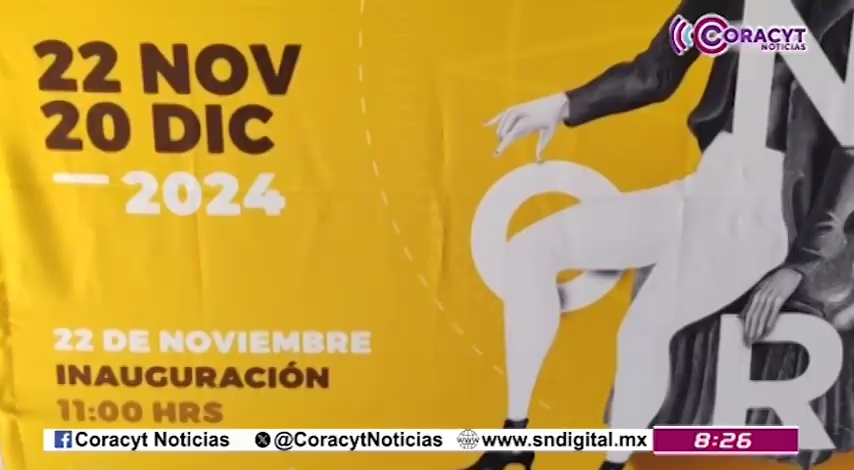 CORACYT
NOTICIAS
22 NOV
20 DIC
2024
N
O
R
22 DE NOVIEMBRE
INAUGURACIÓN
11:00 HRS
Coracyt Noticias
@CoracytNoticias
www.sndigital.mx
8:26